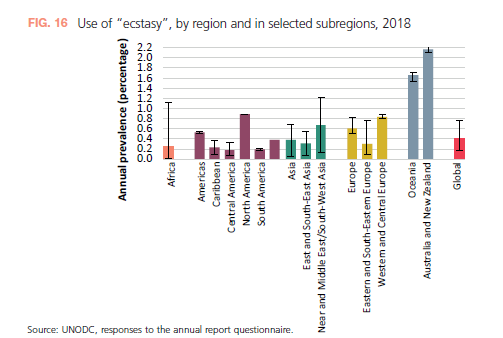 FIG. 16 Use of “ecstasy”, by region and in selected subregions, 2018
Annual prevalence (percentage)
2.2
2.0
1.8
1.6
1.4
1.2
1.0
0.8
0.6
0.4
0.2
0.0
Africa
Americas
Caribbean
Central America
North America
South America
Asia
East and South-East Asia
Near and Middle East/South-West Asia
Europe
Eastern and South-Eastern Europe
Western and Central Europe
Oceania
Australia and New Zealand
Global
Source: UNODC, responses to the annual report questionnaire.